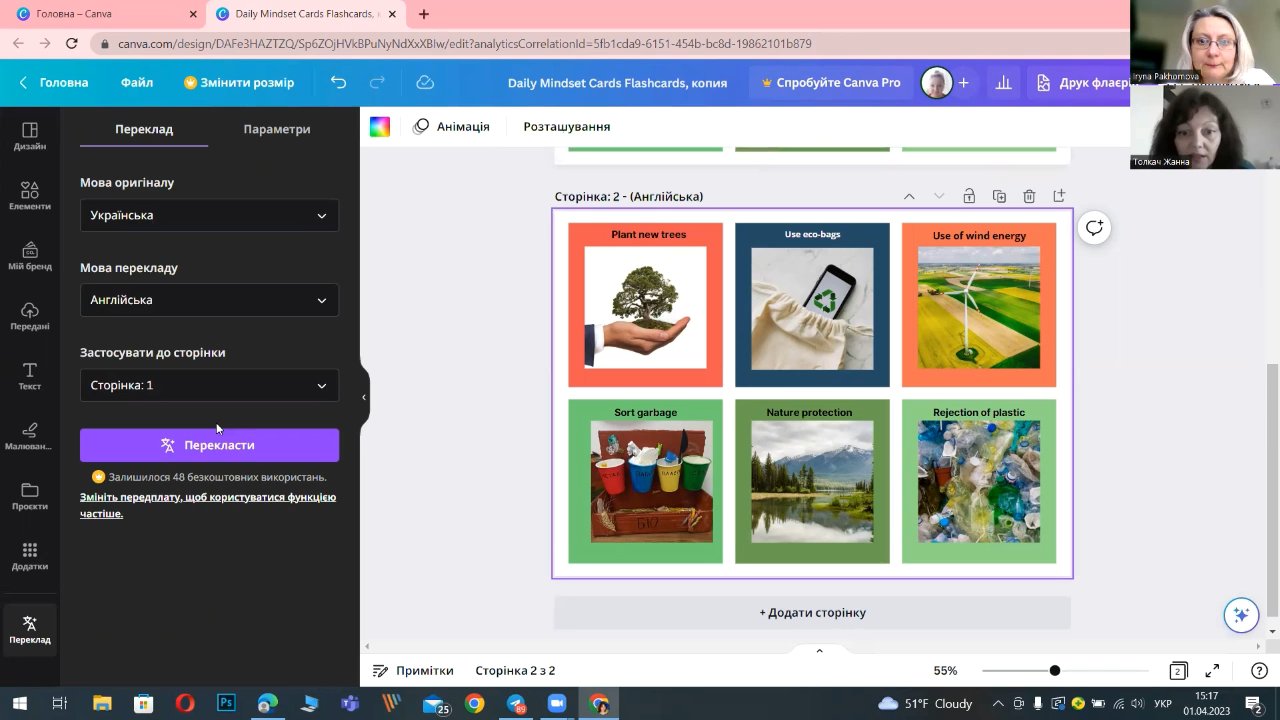 Головна – Canva
Daily Mindset Cards Flashcards,
canva.com/design/DAFe3HAZTZQ/Sp6ZOjHVkBPuNyNdXxXBIw/edit?analyticsCorrelationId=5fb1cda9-6151-454b-bc8d-19862101b879
Iryna Pakhomova
Головна
Файл
Змінити розмір
Daily Mindset Cards Flashcards, копия
Спробуйте Canva Pro
Друк флаєрі
Толкач Жанна
Переклад
Параметри
Анімація
Розташування
Дизайн
Елементи
Мій бренд
Передані
Текст
Малюван...
Проєкти
Додатки
Переклад
Мова оригіналу
Українська
Мова перекладу
Англійська
Застосувати до сторінки
Сторінка: 1
Перекласти
Залишилося 48 безкоштовних використань.
Змініть передплату, щоб користуватися функцією
частіше.
Сторінка: 2 - (Англійська)
Plant new trees
Use eco-bags
Use of wind energy
Sort garbage
Nature protection
Rejection of plastic
+ Додати сторінку
Примітки
Сторінка 2 з 2
55%
2
25
89
51°F Cloudy
УКР
15:17
01.04.2023
2